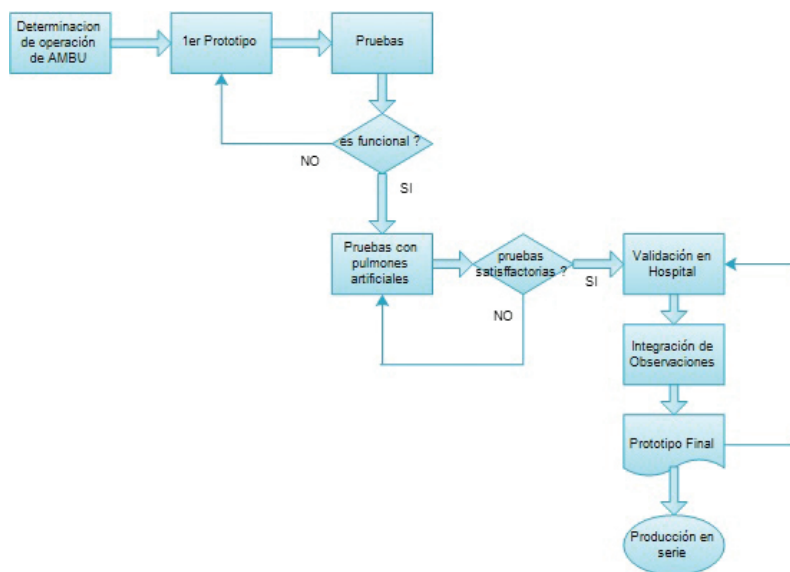 Determinacion
de operación
de AMBU
1er Prototipo
Pruebas
es funcional ?
NO
SI
Pruebas con
pulmones
artificiales
pruebas
satisffactorias ?
SI
NO
Validación en
Hospital
Integración de
Observaciones
Prototipo Final
Producción en
serie